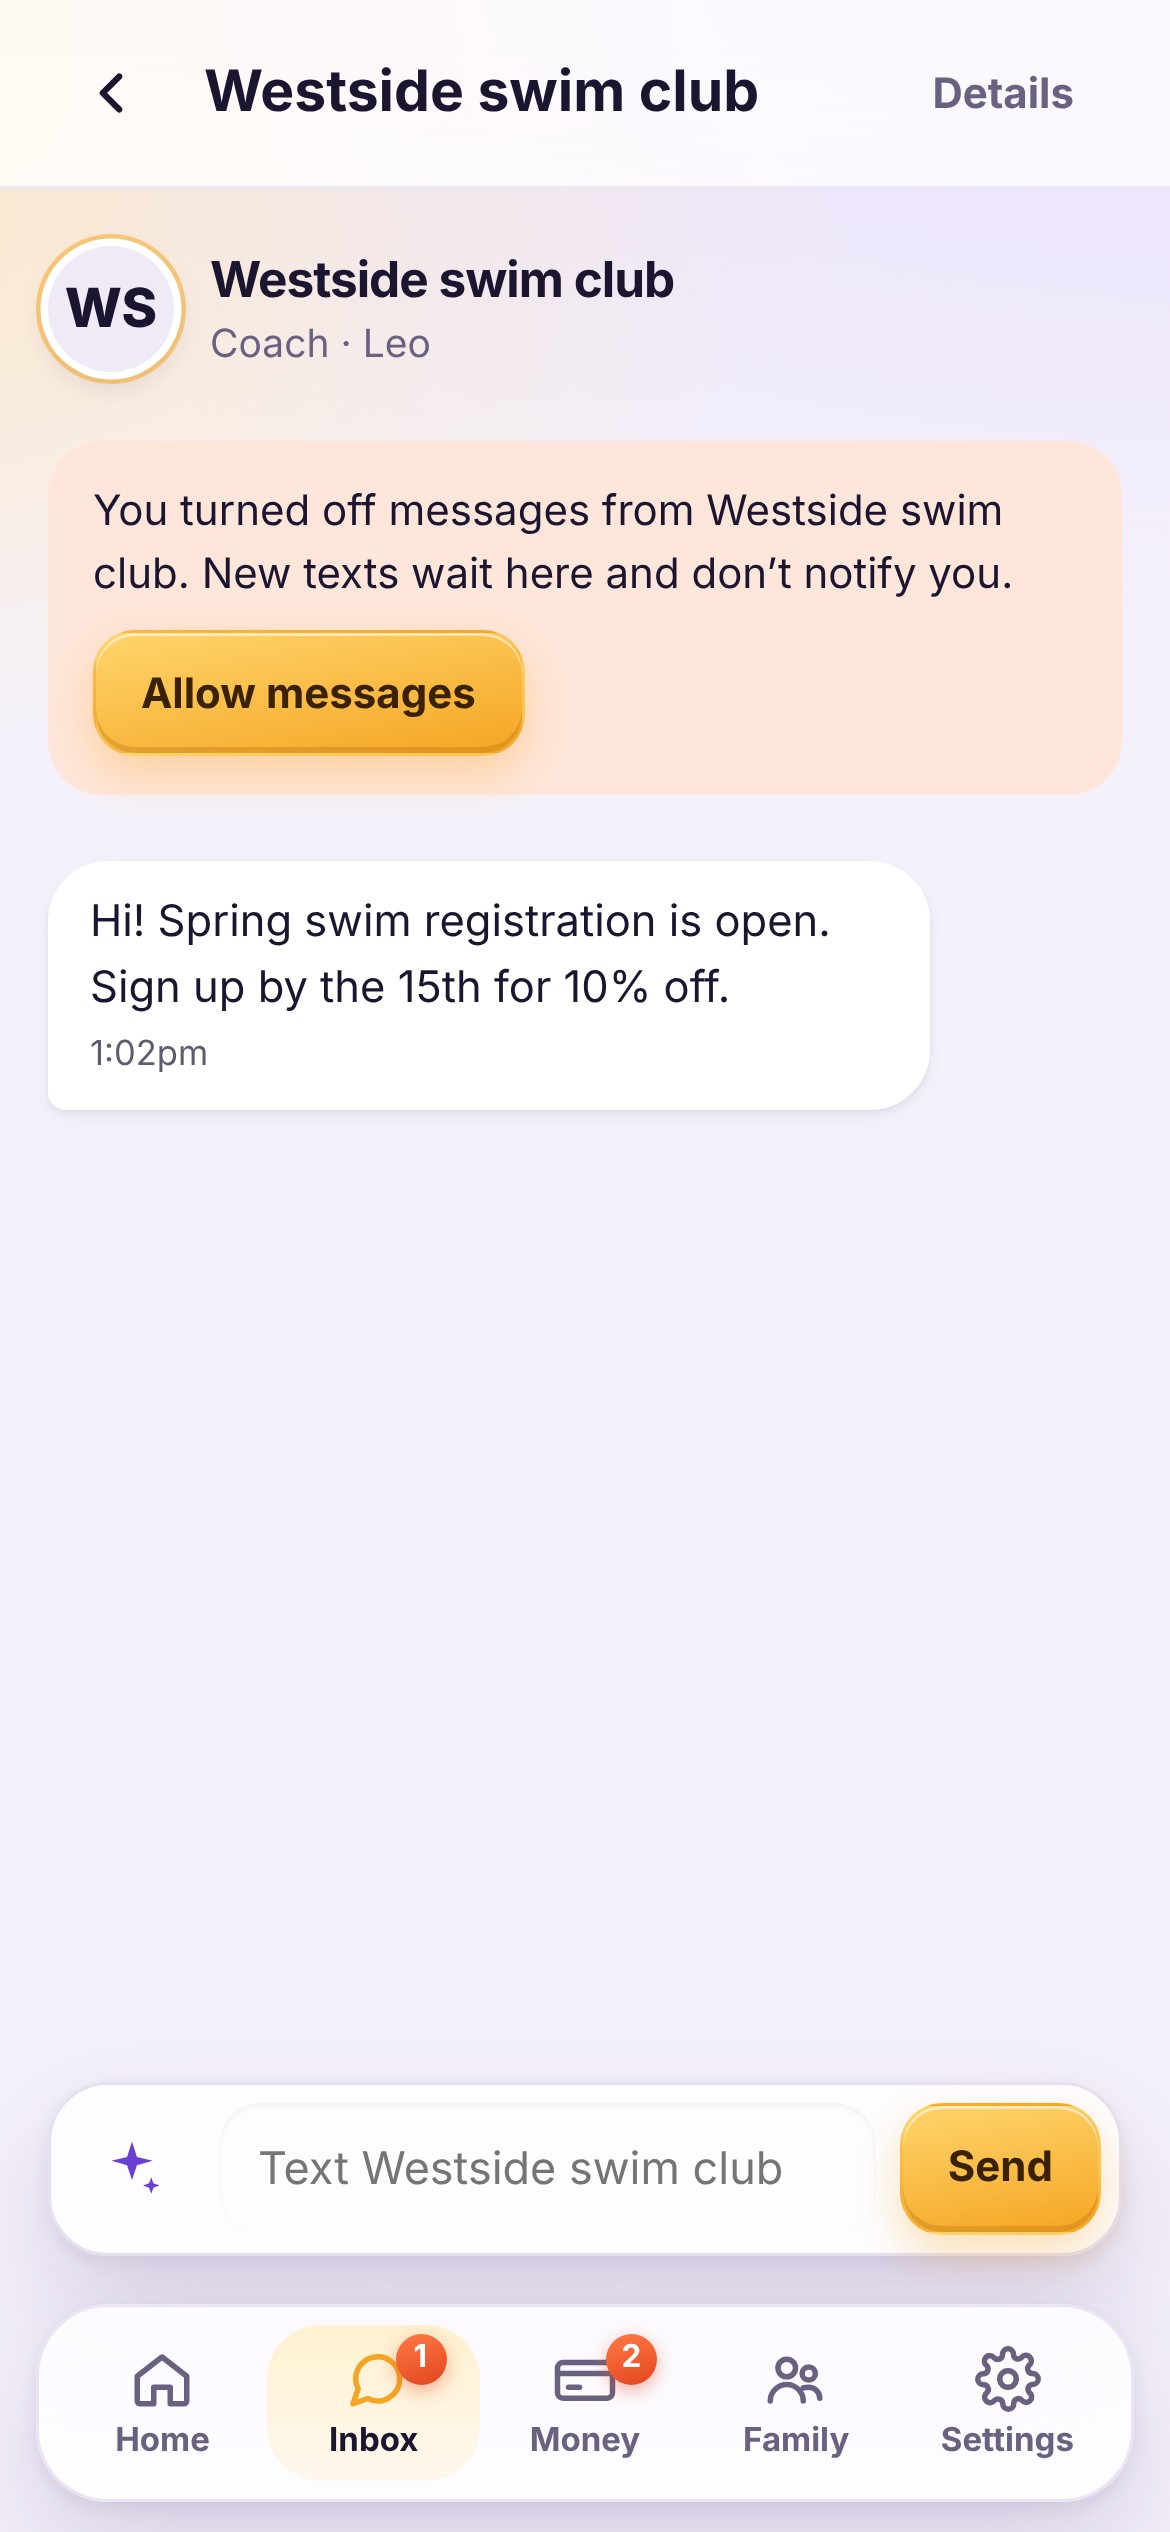 Westside swim club
Details
WS
Westside swim club
Coach · Leo
You turned off messages from Westside swim
club. New texts wait here and don’t notify you.
Allow messages
Hi! Spring swim registration is open.
Sign up by the 15th for 10% off.
1:02pm
Text Westside swim club
Send
1
2
Home
Inbox
Money
Family
Settings